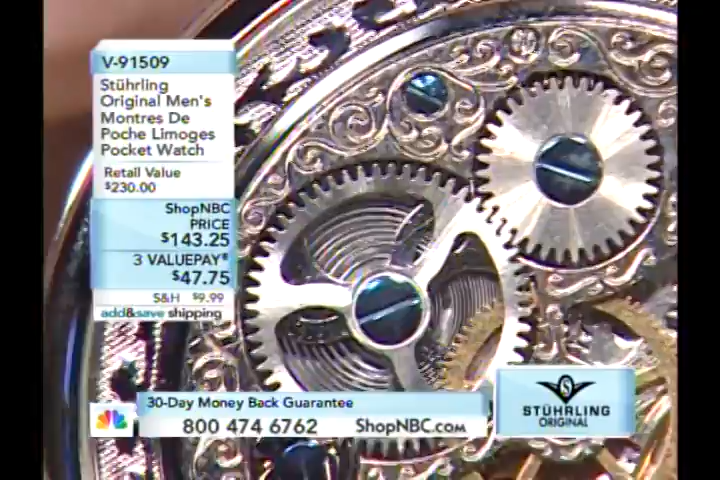 V-91509
Stührling
Original Men's
Montres De
Poche Limoges
Pocket Watch
Retail Value
$230.00
ShopNBC
PRICE
$143.25
3 VALUEPAY®
$47.75
S&H $9.99
add&save shipping
30-Day Money Back Guarantee
800 474 6762 ShopNBC.COM
S
STÜHRLING
ORIGINAL